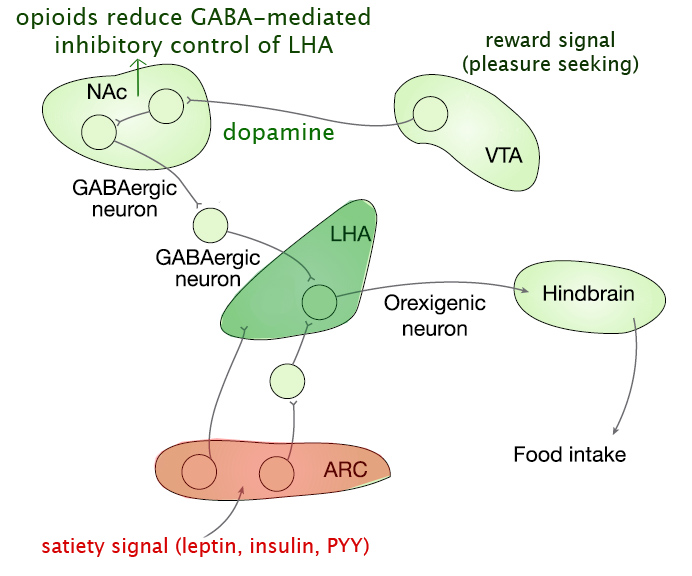 opioids reduce GABA-mediated
inhibitory control of LHA
reward signal
(pleasure seeking)
NAc
dopamine
VTA
GABAergic
neuron
LHA
GABAergic
neuron
Hindbrain
Orexigenic
neuron
Food intake
ARC
satiety signal (leptin, insulin, PYY)